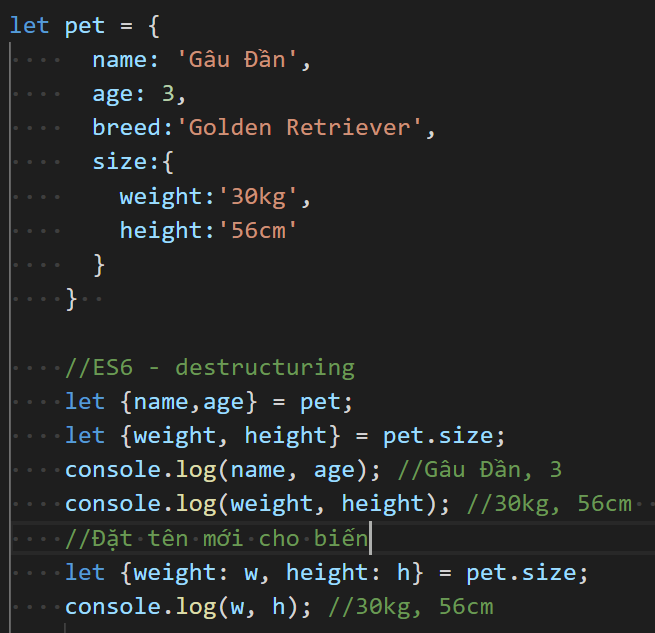 let pet = {
name: 'Gâu Đần',
age: 3,
breed:'Golden Retriever',
size:{
weight:'30kg',
height:'56cm'
}
}
//ES6 - destructuring
let {name,age} = pet;
let {weight, height} = pet.size;
console.log(name, age); //Gâu Đần, 3
console.log(weight, height); //30kg, 56cm
//Đặt tên mới cho biến
let {weight: w, height: h} = pet.size;
console.log(w, h); //30kg, 56cm